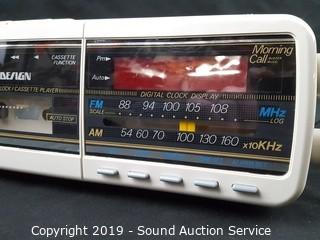 ◀◀
CASSETTE
FUNCTION
DESIGN
CLOCK / CASSETTE PLAYER
AUTO STOP
Pm
Auto
Morning
Call
DIGITAL CLOCK DISPLAY
FM 88 94 100 105 108 MHz
SCALE LOG
AM 54 60 70 100 130 160 x10KHz
Copyright © 2019 - Sound Auction Service